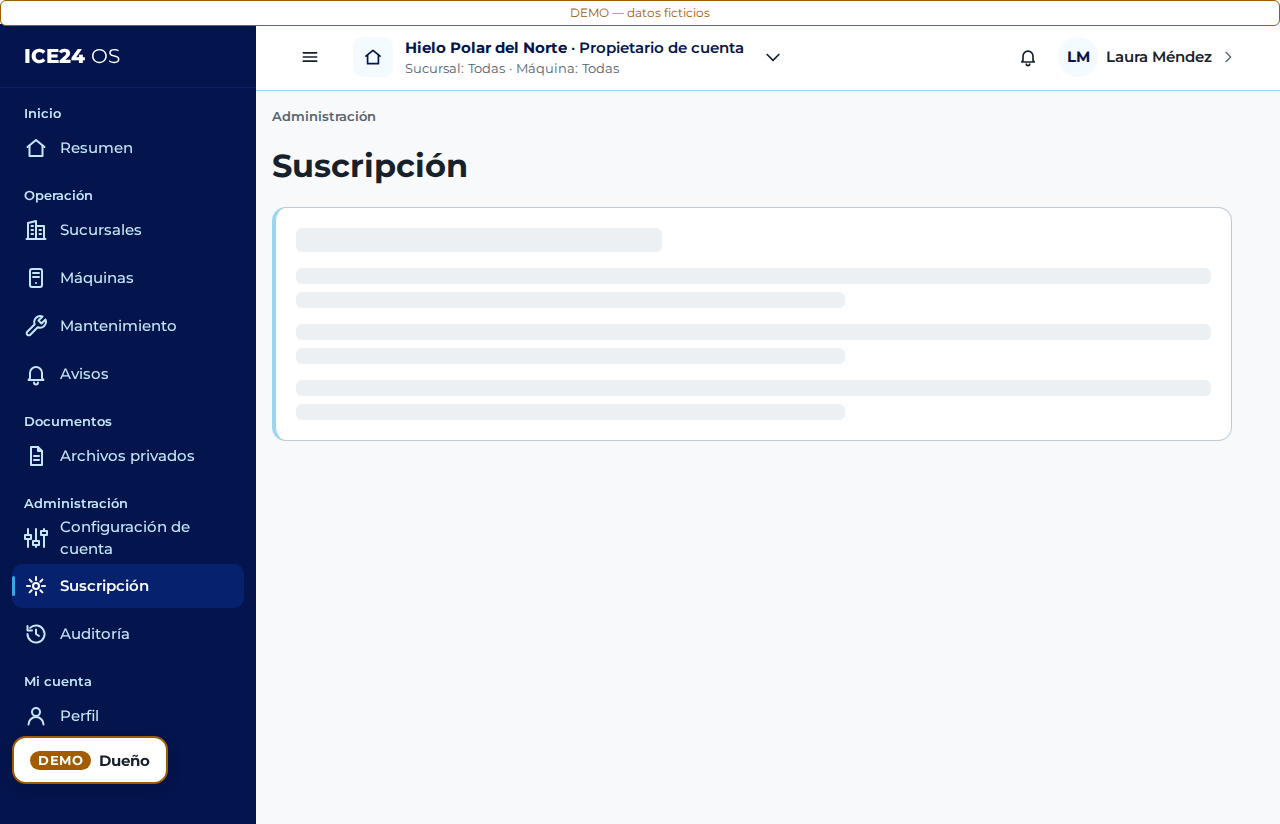 DEMO — datos ficticios
ICE24 OS
Hielo Polar del Norte · Propietario de cuenta
Sucursal: Todas · Máquina: Todas
LM
Laura Méndez
Inicio
Resumen
Operación
Sucursales
Máquinas
Mantenimiento
Avisos
Documentos
Archivos privados
Administración
Configuración de
cuenta
Suscripción
Auditoría
Mi cuenta
Perfil
DEMO Dueño
Administración
Suscripción